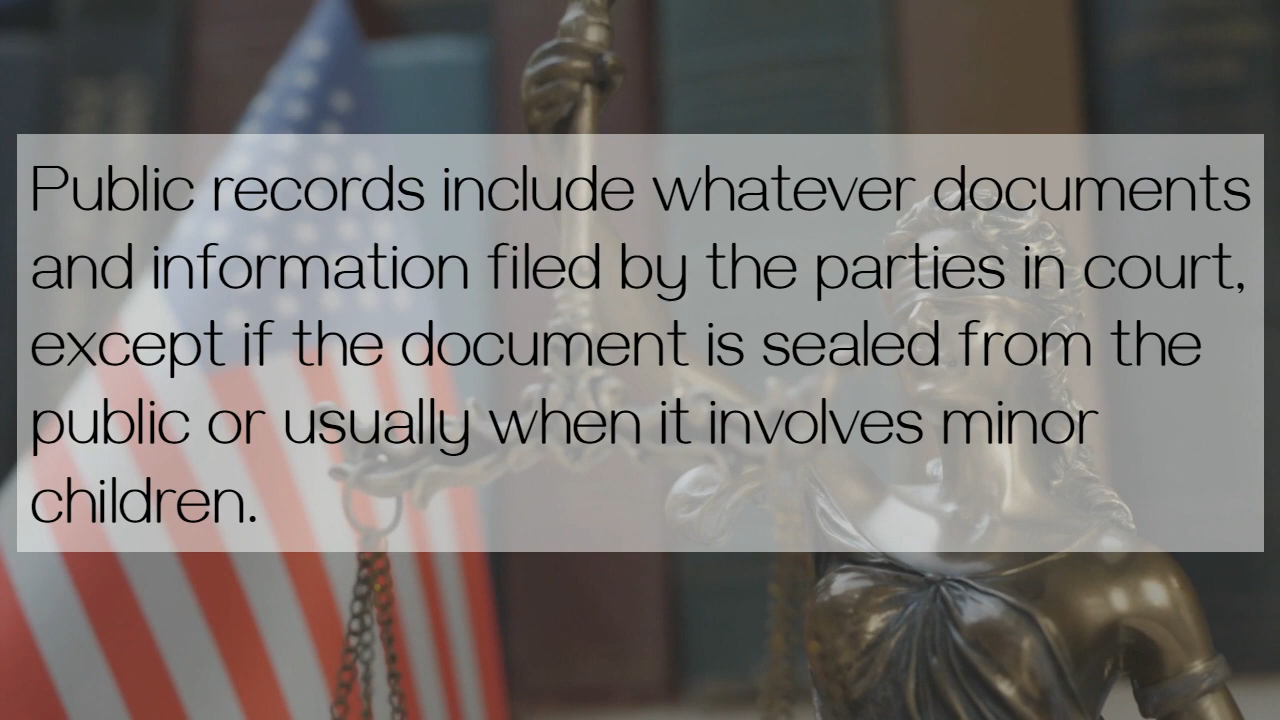 Public records include whatever documents
and information filed by the parties in court,
except if the document is sealed from the
public or usually when it involves minor
children.